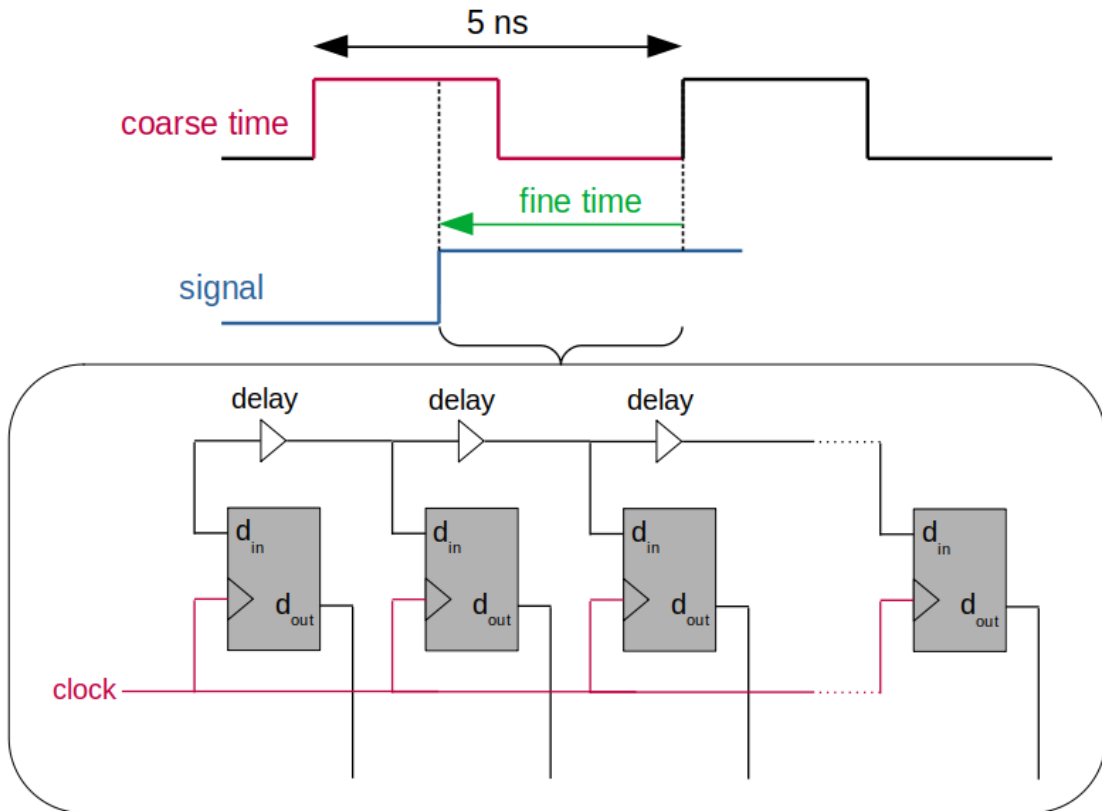 5 ns
coarse time
fine time
signal
delay delay delay
d_in d_in d_in d_in
d_out d_out d_out d_out
clock